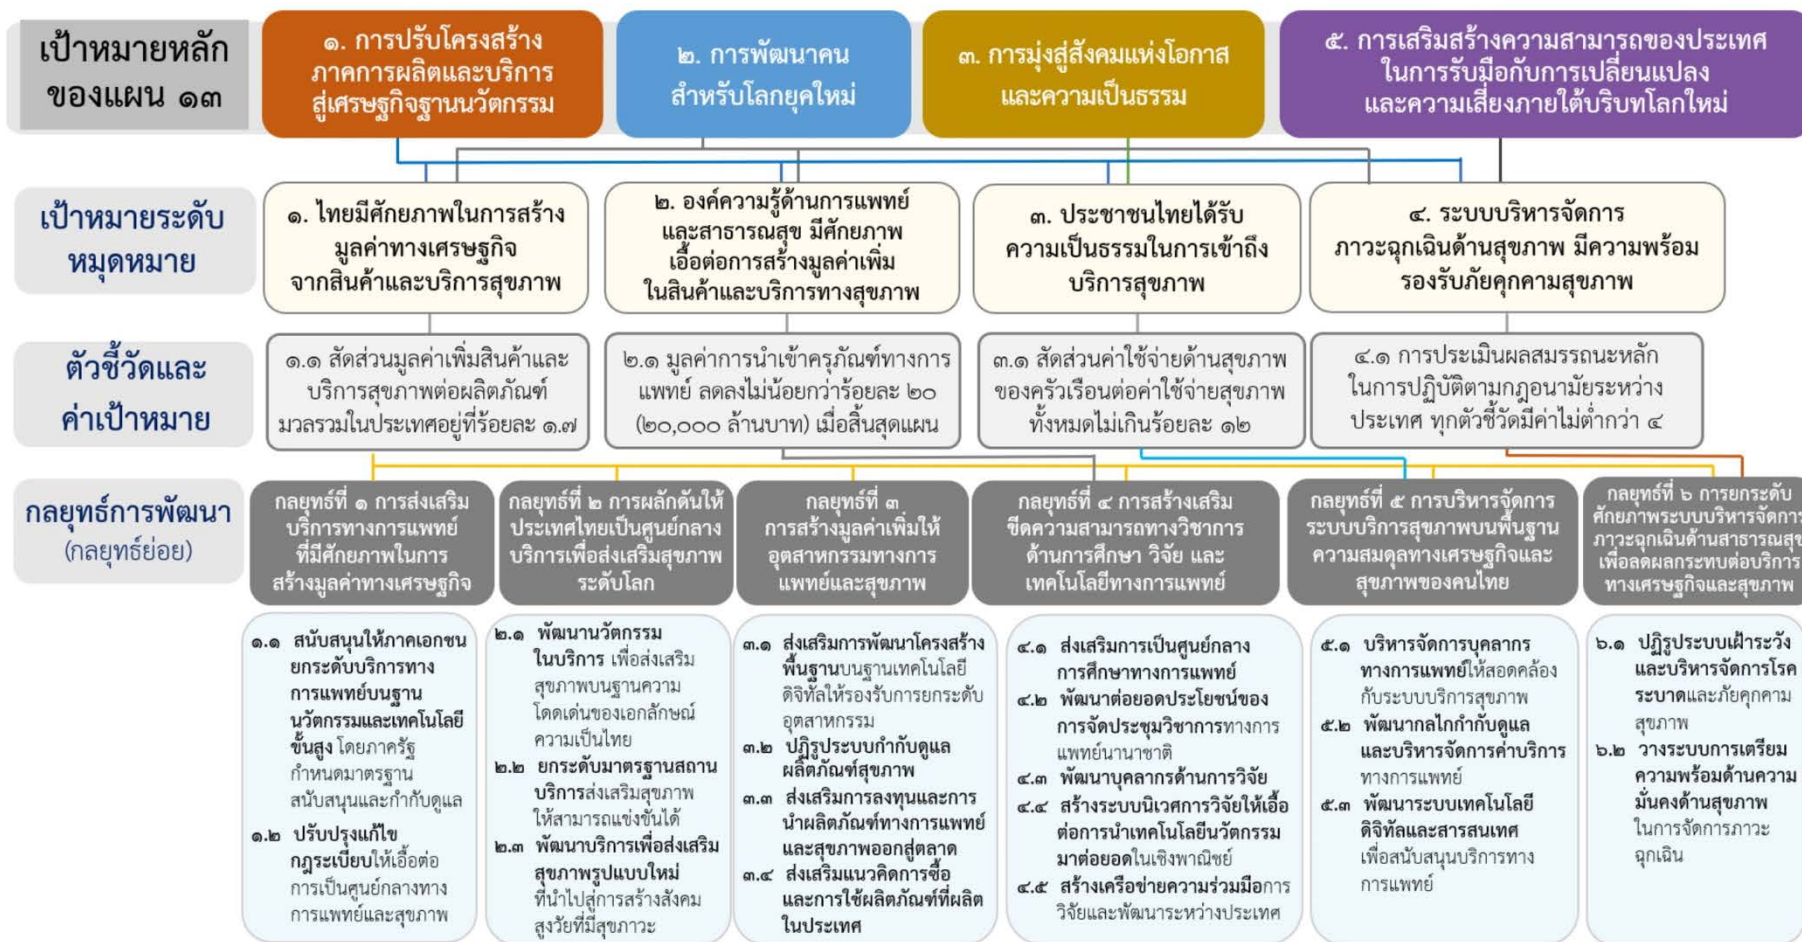 เป้าหมายหลัก
ของแผน ๑๓
๑. การปรับโครงสร้าง
ภาคการผลิตและบริการ
สู่เศรษฐกิจฐานนวัตกรรม
๒. การพัฒนาคน
สำหรับโลกยุคใหม่
๓. การมุ่งสู่สังคมแห่งโอกาส
และความเป็นธรรม
๕. การเสริมสร้างความสามารถของประเทศ
ในการรับมือกับการเปลี่ยนแปลง
และความเสี่ยงภายใต้บริบทโลกใหม่
เป้าหมายระดับ
หมุดหมาย
๑. ไทยมีศักยภาพในการสร้าง
มูลค่าทางเศรษฐกิจ
จากสินค้าและบริการสุขภาพ
๒. องค์ความรู้ด้านการแพทย์
และสาธารณสุข มีศักยภาพ
เอื้อต่อการสร้างมูลค่าเพิ่ม
ในสินค้าและบริการทางสุขภาพ
๓. ประชาชนไทยได้รับ
ความเป็นธรรมในการเข้าถึง
บริการสุขภาพ
๔. ระบบบริหารจัดการ
ภาวะฉุกเฉินด้านสุขภาพ มีความพร้อม
รองรับภัยคุกคามสุขภาพ
ตัวชี้วัดและ
ค่าเป้าหมาย
๑.๑ สัดส่วนมูลค่าเพิ่มสินค้าและ
บริการสุขภาพต่อผลิตภัณฑ์
มวลรวมในประเทศอยู่ที่ร้อยละ ๑.๗
๒.๑ มูลค่าการนำเข้าครุภัณฑ์ทางการ
แพทย์ ลดลงไม่น้อยกว่าร้อยละ ๒๐
(๒๐,๐๐๐ ล้านบาท) เมื่อสิ้นสุดแผน
๓.๑ สัดส่วนค่าใช้จ่ายด้านสุขภาพ
ของครัวเรือนต่อค่าใช้จ่ายสุขภาพ
ทั้งหมดไม่เกินร้อยละ ๑๒
๔.๑ การประเมินผลสมรรถนะหลัก
ในการปฏิบัติตามกฎอนามัยระหว่าง
ประเทศ ทุกตัวชี้วัดมีค่าไม่ต่ำกว่า ๔
กลยุทธ์การพัฒนา
(กลยุทธ์ย่อย)
กลยุทธ์ที่ ๑ การส่งเสริม
บริการทางการแพทย์
ที่มีศักยภาพในการ
สร้างมูลค่าทางเศรษฐกิจ
กลยุทธ์ที่ ๒ การผลักดันให้
ประเทศไทยเป็นศูนย์กลาง
บริการเพื่อส่งเสริมสุขภาพ
ระดับโลก
กลยุทธ์ที่ ๓
การสร้างมูลค่าเพิ่มให้
อุตสาหกรรมทางการ
แพทย์และสุขภาพ
กลยุทธ์ที่ ๔ การสร้างเสริม
ขีดความสามารถทางวิชาการ
ด้านการศึกษา วิจัย และ
เทคโนโลยีทางการแพทย์
กลยุทธ์ที่ ๕ การบริหารจัดการ
ระบบบริการสุขภาพบนพื้นฐาน
ความสมดุลทางเศรษฐกิจและ
สุขภาพของคนไทย
กลยุทธ์ที่ ๖ การยกระดับ
ศักยภาพระบบบริหารจัดการ
ภาวะฉุกเฉินด้านสาธารณสุข
เพื่อลดผลกระทบต่อบริการ
ทางเศรษฐกิจและสุขภาพ
๑.๑ สนับสนุนให้ภาคเอกชน
ยกระดับบริการทาง
การแพทย์บนฐาน
นวัตกรรมและเทคโนโลยี
ขั้นสูง โดยภาครัฐ
กำหนดมาตรฐาน
สนับสนุนและกำกับดูแล
๑.๒ ปรับปรุงแก้ไข
กฎระเบียบให้เอื้อต่อ
การเป็นศูนย์กลางทาง
การแพทย์และสุขภาพ
๒.๑ พัฒนานวัตกรรม
ในบริการ เพื่อส่งเสริม
สุขภาพบนฐานความ
โดดเด่นของเอกลักษณ์
ความเป็นไทย
๒.๒ ยกระดับมาตรฐานสถาน
บริการส่งเสริมสุขภาพ
ให้สามารถแข่งขันได้
๒.๓ พัฒนาบริการเพื่อส่งเสริม
สุขภาพรูปแบบใหม่
ที่นำไปสู่การสร้างสังคม
สูงวัยที่มีสุขภาวะ
๓.๑ ส่งเสริมการพัฒนาโครงสร้าง
พื้นฐานบนฐานเทคโนโลยี
ดิจิทัลให้รองรับการยกระดับ
อุตสาหกรรม
๓.๒ ปฏิรูประบบกำกับดูแล
ผลิตภัณฑ์สุขภาพ
๓.๓ ส่งเสริมการลงทุนและการ
นำผลิตภัณฑ์ทางการแพทย์
และสุขภาพออกสู่ตลาด
๓.๔ ส่งเสริมแนวคิดการซื้อ
และการใช้ผลิตภัณฑ์ที่ผลิต
ในประเทศ
๔.๑ ส่งเสริมการเป็นศูนย์กลาง
การศึกษาทางการแพทย์
๔.๒ พัฒนาต่อยอดประโยชน์ของ
การจัดประชุมวิชาการทางการ
แพทย์นานาชาติ
๔.๓ พัฒนาบุคลากรด้านการวิจัย
๔.๔ สร้างระบบนิเวศการวิจัยให้เอื้อ
ต่อการนำเทคโนโลยีนวัตกรรม
มาต่อยอดในเชิงพาณิชย์
๔.๕ สร้างเครือข่ายความร่วมมือการ
วิจัยและพัฒนาระหว่างประเทศ
๕.๑ บริหารจัดการบุคลากร
ทางการแพทย์ให้สอดคล้อง
กับระบบบริการสุขภาพ
๕.๒ พัฒนากลไกกำกับดูแล
และบริหารจัดการค่าบริการ
ทางการแพทย์
๕.๓ พัฒนาระบบเทคโนโลยี
ดิจิทัลและสารสนเทศ
เพื่อสนับสนุนบริการทาง
การแพทย์
๖.๑ ปฏิรูประบบเฝ้าระวัง
และบริหารจัดการโรค
ระบาดและภัยคุกคาม
สุขภาพ
๖.๒ วางระบบการเตรียม
ความพร้อมด้านความ
มั่นคงด้านสุขภาพ
ในการจัดการภาวะ
ฉุกเฉิน